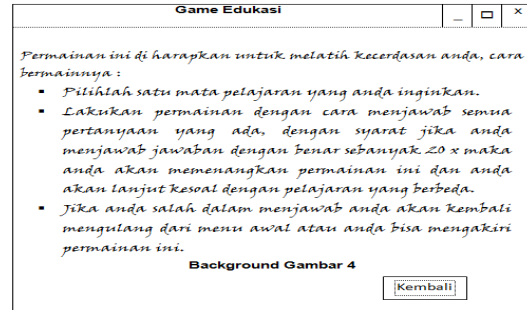 Game Edukasi
Permainan ini di harapkan untuk melatih kecerdasan anda, cara
bermainnya :
▪ Pilihlah satu mata pelajaran yang anda inginkan.
▪ Lakukan permainan dengan cara menjawab semua
pertanyaan yang ada, dengan syarat jika anda
menjawab jawaban dengan benar sebanyak 20 x maka
anda akan memenangkan permainan ini dan anda
akan lanjut kesoal dengan pelajaran yang berbeda.
▪ Jika anda salah dalam menjawab anda akan kembali
mengulang dari menu awal atau anda bisa mengakiri
permainan ini.
Background Gambar 4
Kembali